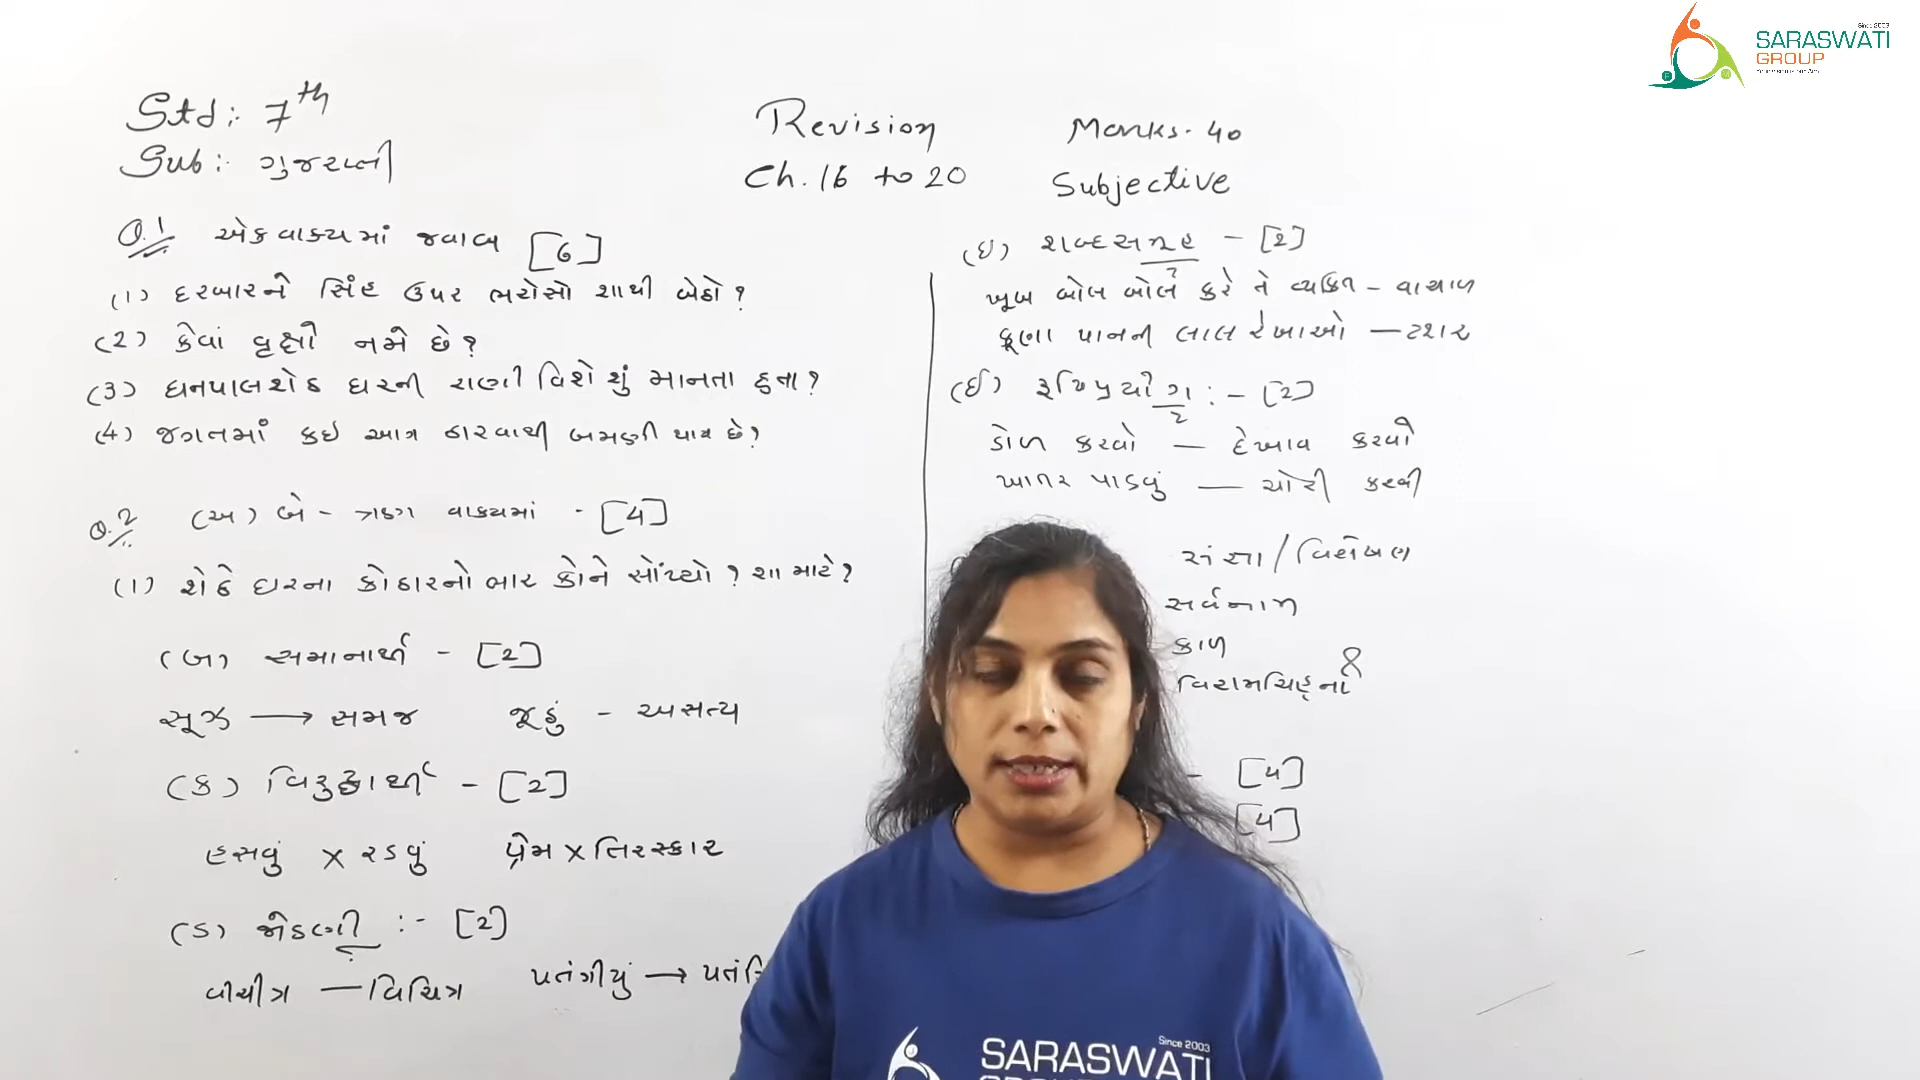 Since 2003
SARASWATI
GROUP
Std :- 7th
Sub :- ગુજરાતી
Revision
Ch. 16 to 20
Marks - 40
Subjective
Q.1 એકવાક્યમાં જવાબ [6]
(1) દરબારને સિંહ ઉપર ભરોસો શાથી બેઠો ?
(2) કેવાં વૃક્ષો નમે છે ?
(3) ધનપાલશેઠ ઘરની રાણી વિશે શું માનતા હતા ?
(4) જગતમાં કઇ આગ ઠારવાથી બમણી થાય છે ?
Q.2 (અ) બે - ત્રણ વાક્યમાં - [4]
(1) શેઠે ઘરના કોઠારનો ભાર કોને સોંપ્યો ? શા માટે ?
(બ) સમાનાર્થી - [2]
સૂઝ → સમજ જૂઠું - અસત્ય
(ક) વિરુદ્ધાર્થી - [2]
હસવું × રડવું પ્રેમ × તિરસ્કાર
(ડ) જોડણી :- [2]
વીચીત્ર — વિચિત્ર પતંગીયું →
(ઇ) શબ્દસમૂહ - [2]
ખૂબ બોલ બોલ કરે તે વ્યક્તિ - વાચાળ
કૂણા પાનની લાલ રેખાઓ — ટશર
(ઈ) રૂઢિપ્રયોગ :- [2]
ડોળ કરવો — દેખાવ કરવો
ખાતર પાડવું — ચોરી કરવી
સંજ્ઞા / વિશેષણ
સર્વનામ
કાળ
વિરામચિહ્નો
- [4]
[4]
Since 2003
SARASWATI